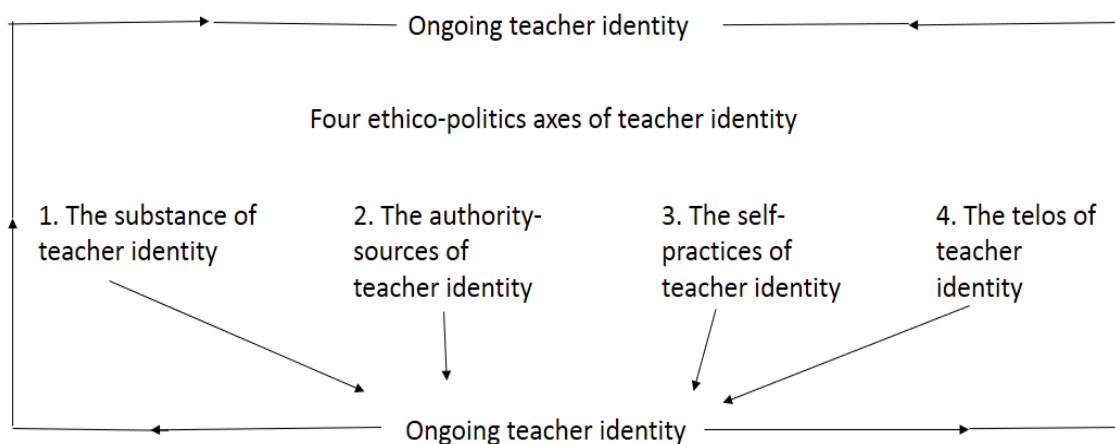 Ongoing teacher identity
Four ethico-politics axes of teacher identity
1. The substance of
teacher identity
2. The authority-
sources of
teacher identity
3. The self-
practices of
teacher identity
4. The telos of
teacher
identity
Ongoing teacher identity